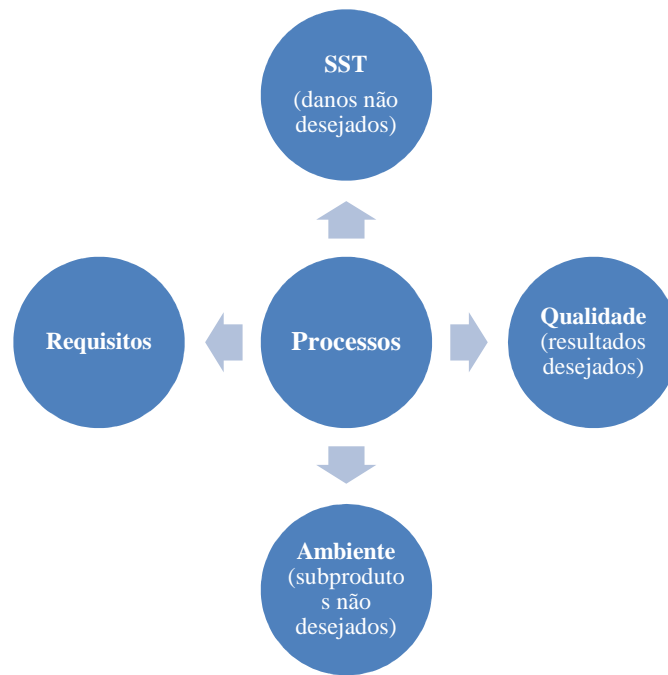 SST
(danos não
desejados)
Requisitos
Processos
Qualidade
(resultados
desejados)
Ambiente
(subproduto
s não
desejados)